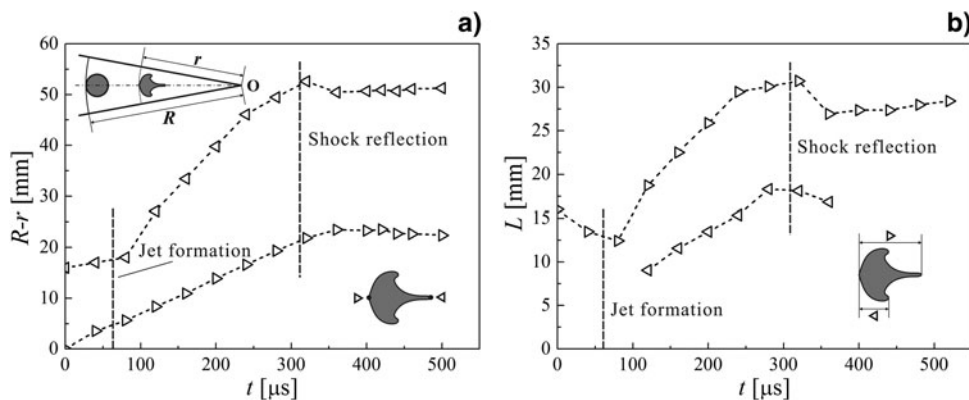 a)
60
50
40
30
20
10
0
R-r [mm]
r
O
R
Shock reflection
Jet formation
0 100 200 300 400 500
t [μs]
b)
35
30
25
20
15
10
5
0
L [mm]
Shock reflection
Jet formation
0 100 200 300 400 500
t [μs]